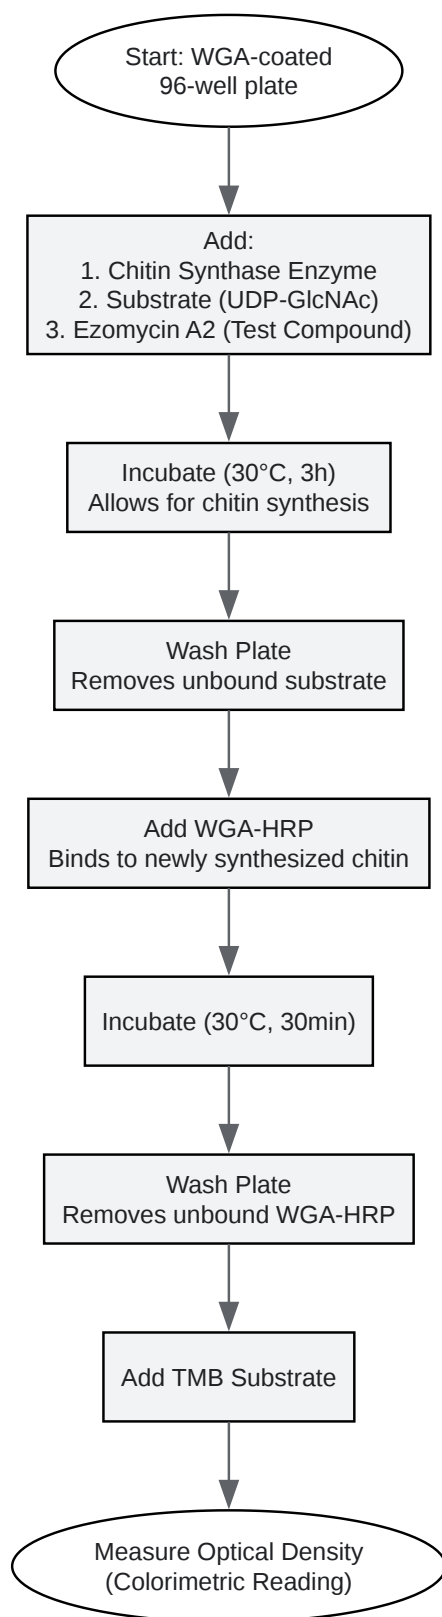 Start: WGA-coated
96-well plate
Add:
1. Chitin Synthase Enzyme
2. Substrate (UDP-GlcNAc)
3. Ezomycin A2 (Test Compound)
Incubate (30°C, 3h)
Allows for chitin synthesis
Wash Plate
Removes unbound substrate
Add WGA-HRP
Binds to newly synthesized chitin
Incubate (30°C, 30min)
Wash Plate
Removes unbound WGA-HRP
Add TMB Substrate
Measure Optical Density
(Colorimetric Reading)